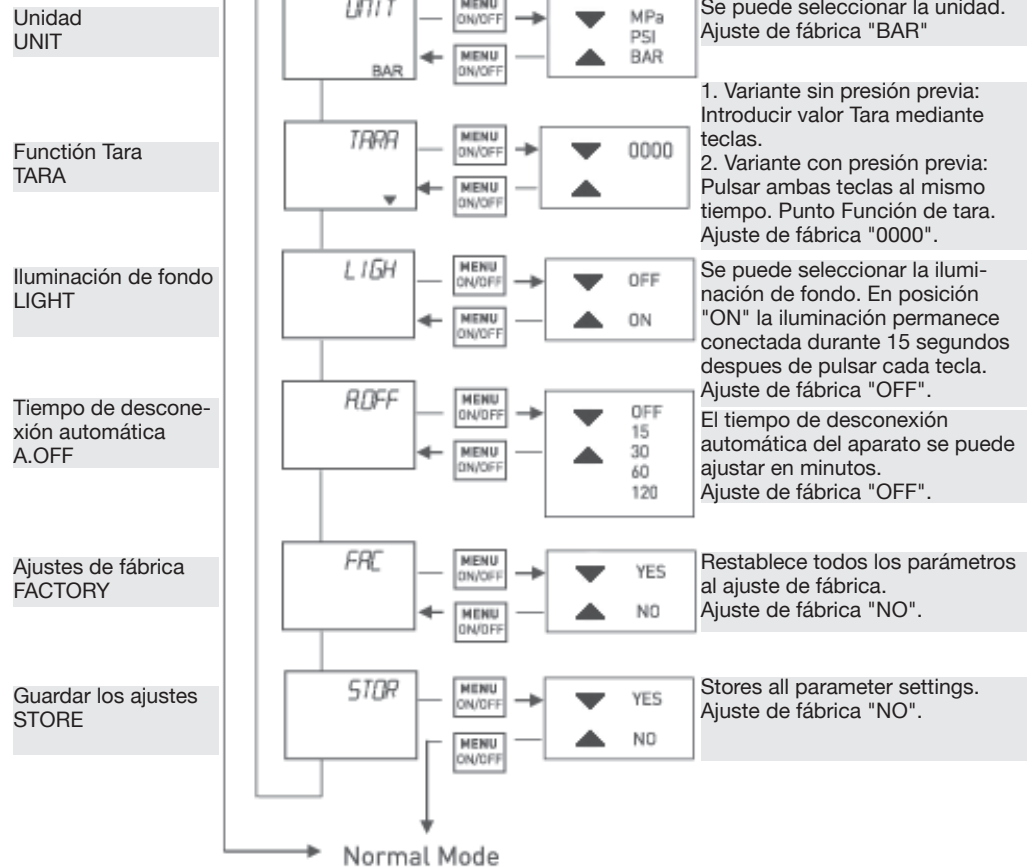 Unidad
UNIT
UNIT
BAR
MENU
ON/OFF
MENU
ON/OFF
MPa
PSI
BAR
Se puede seleccionar la unidad.
Ajuste de fábrica "BAR"
Functión Tara
TARA
TARA
MENU
ON/OFF
MENU
ON/OFF
0000
1. Variante sin presión previa:
Introducir valor Tara mediante
teclas.
2. Variante con presión previa:
Pulsar ambas teclas al mismo
tiempo. Punto Función de tara.
Ajuste de fábrica "0000".
Iluminación de fondo
LIGHT
LIGH
MENU
ON/OFF
MENU
ON/OFF
OFF
ON
Se puede seleccionar la ilumi-
nación de fondo. En posición
"ON" la iluminación permanece
conectada durante 15 segundos
despues de pulsar cada tecla.
Ajuste de fábrica "OFF".
Tiempo de descone-
xión automática
A.OFF
A.OFF
MENU
ON/OFF
MENU
ON/OFF
OFF
15
30
60
120
El tiempo de desconexión
automática del aparato se puede
ajustar en minutos.
Ajuste de fábrica "OFF".
Ajustes de fábrica
FACTORY
FAC
MENU
ON/OFF
MENU
ON/OFF
YES
NO
Restablece todos los parámetros
al ajuste de fábrica.
Ajuste de fábrica "NO".
Guardar los ajustes
STORE
STOR
MENU
ON/OFF
MENU
ON/OFF
YES
NO
Stores all parameter settings.
Ajuste de fábrica "NO".
Normal Mode